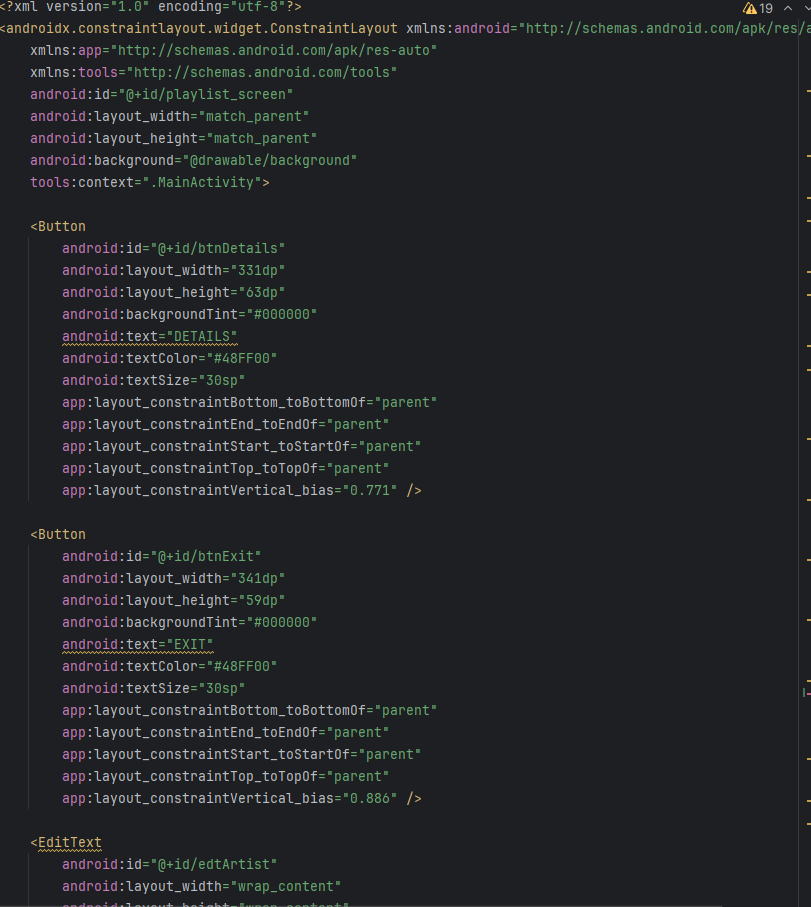 <?xml version="1.0" encoding="utf-8"?>
19
<androidx.constraintlayout.widget.ConstraintLayout xmlns:android="http://schemas.android.com/apk/res/a
xmlns:app="http://schemas.android.com/apk/res-auto"
xmlns:tools="http://schemas.android.com/tools"
android:id="@+id/playlist_screen"
android:layout_width="match_parent"
android:layout_height="match_parent"
android:background="@drawable/background"
tools:context=".MainActivity">
<Button
android:id="@+id/btnDetails"
android:layout_width="331dp"
android:layout_height="63dp"
android:backgroundTint="#000000"
android:text="DETAILS"
android:textColor="#48FF00"
android:textSize="30sp"
app:layout_constraintBottom_toBottomOf="parent"
app:layout_constraintEnd_toEndOf="parent"
app:layout_constraintStart_toStartOf="parent"
app:layout_constraintTop_toTopOf="parent"
app:layout_constraintVertical_bias="0.771" />
<Button
android:id="@+id/btnExit"
android:layout_width="341dp"
android:layout_height="59dp"
android:backgroundTint="#000000"
android:text="EXIT"
android:textColor="#48FF00"
android:textSize="30sp"
app:layout_constraintBottom_toBottomOf="parent"
app:layout_constraintEnd_toEndOf="parent"
app:layout_constraintStart_toStartOf="parent"
app:layout_constraintTop_toTopOf="parent"
app:layout_constraintVertical_bias="0.886" />
<EditText
android:id="@+id/edtArtist"
android:layout_width="wrap_content"
android:layout_height="wrap_content"